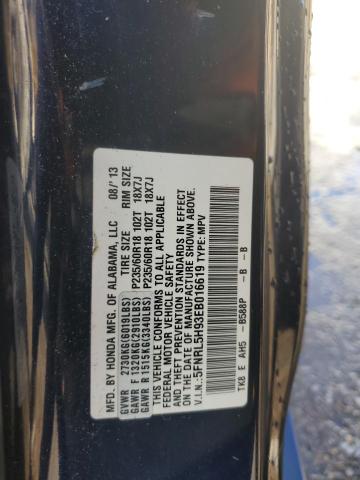 MFD. BY HONDA MFG. OF ALABAMA, LLC 08/'13
TIRE SIZE RIM SIZE
GVWR 2730KG(6019LBS)
GAWR F 1320KG(2910LBS) P235/60R18 102T 18X7J
GAWR R 1515KG(3340LBS) P235/60R18 102T 18X7J
THIS VEHICLE CONFORMS TO ALL APPLICABLE
FEDERAL MOTOR VEHICLE SAFETY AND
THEFT PREVENTION STANDARDS IN EFFECT
ON THE DATE OF MANUFACTURE SHOWN ABOVE.
V.I.N.: 5FNRL5H93EB016619 TYPE: MPV
TK8 E AH5 - B588P - B - B